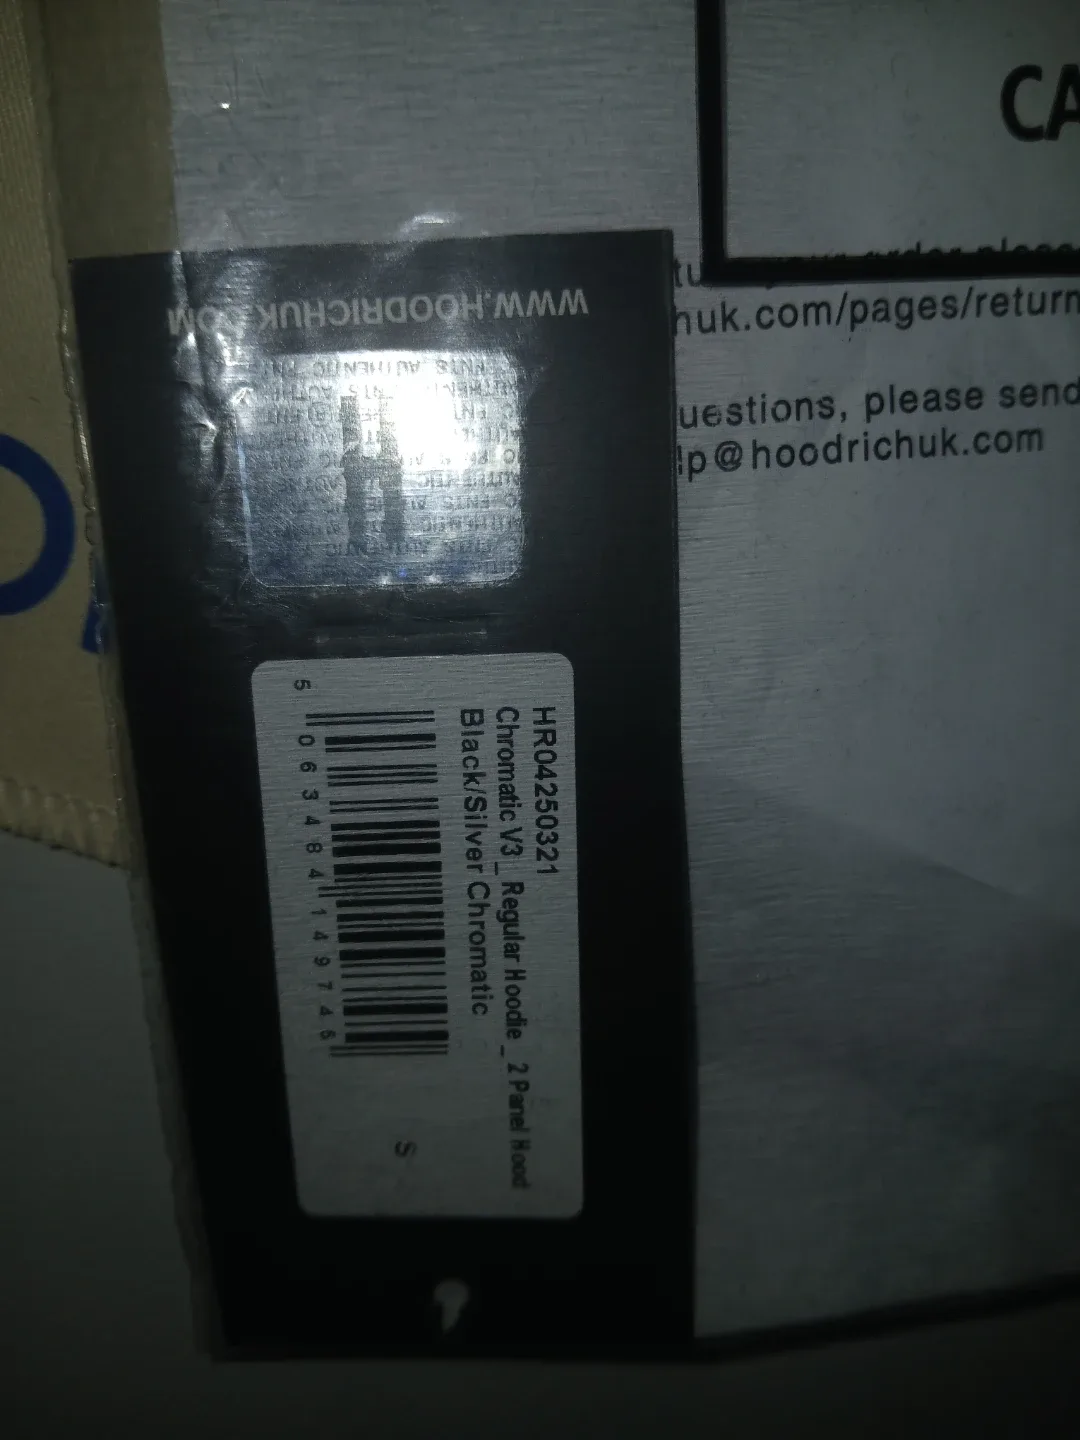 CA
huk.com/pages/return
uestions, please send
lp@hoodrichuk.com
WWW.HOODRICHUK.COM
HR04250321
Chromatic V3_ Regular Hoodie _ 2 Panel Hood
Black/Silver Chromatic
5 063484 149745
S